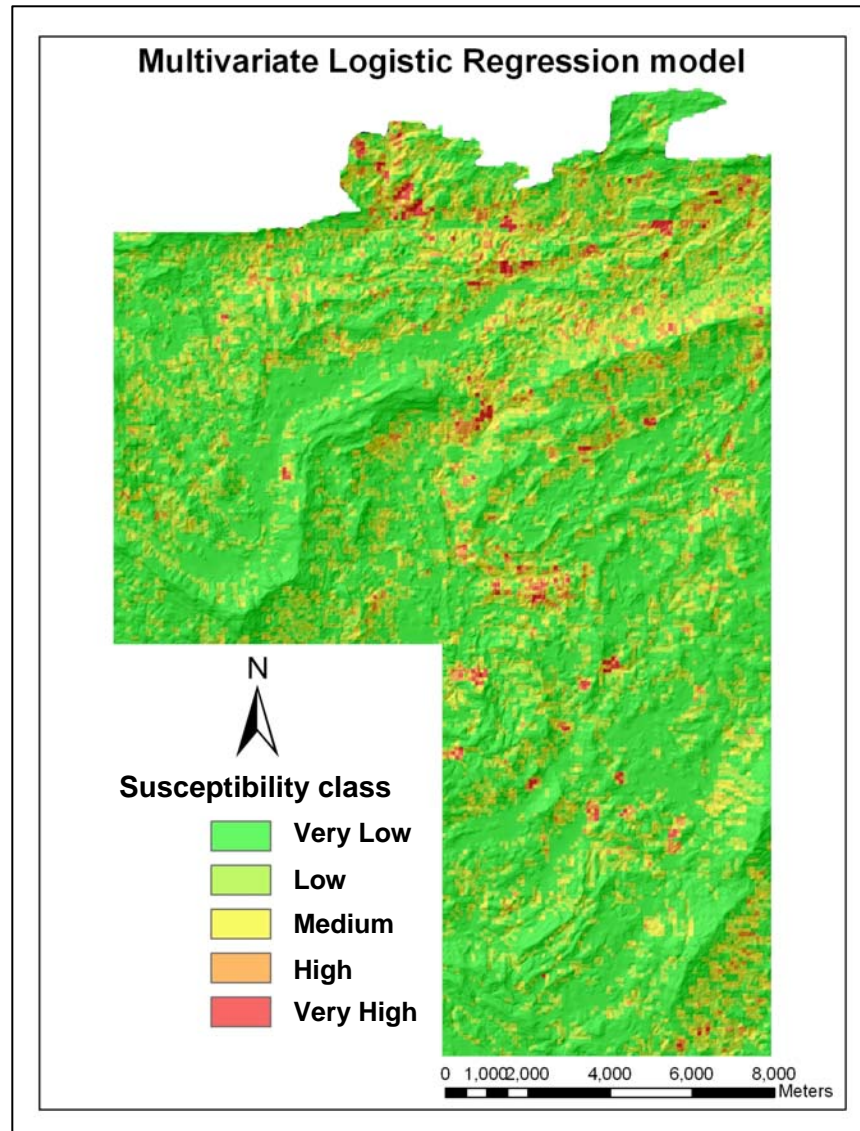 Multivariate Logistic Regression model
N
Susceptibility class
Very Low
Low
Medium
High
Very High
0 1,000 2,000 4,000 6,000 8,000
Meters